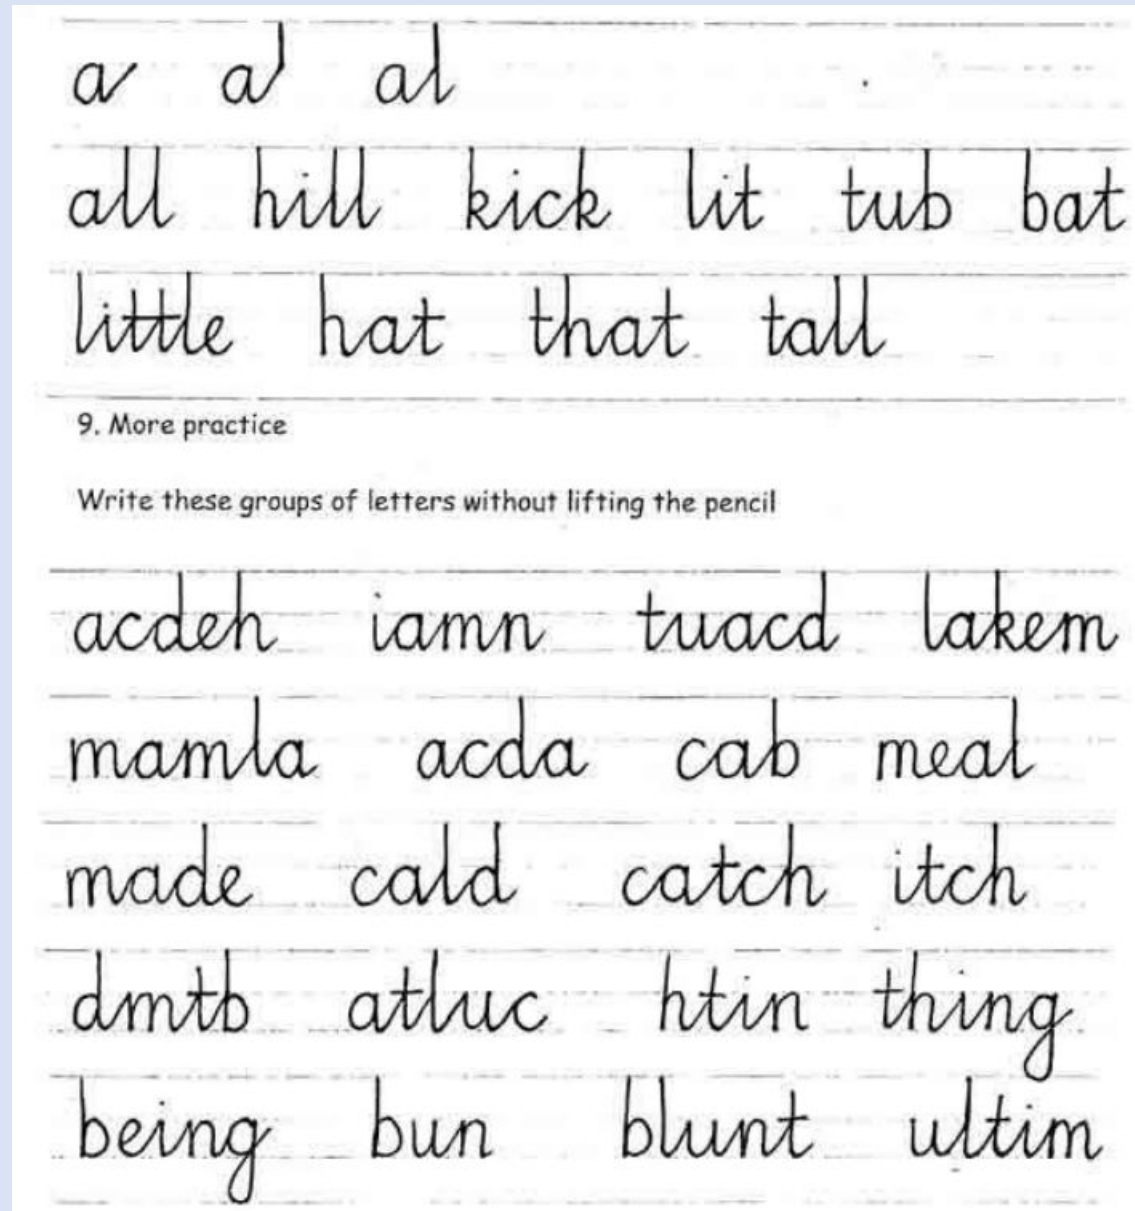 a a al
all hill kick lit tub bat
little hat that tall
9. More practice
Write these groups of letters without lifting the pencil
acdeh iamn tuacd lakem
mamla acda cab meal
made cald catch itch
dmtb atluc htin thing
being bun blunt ultim